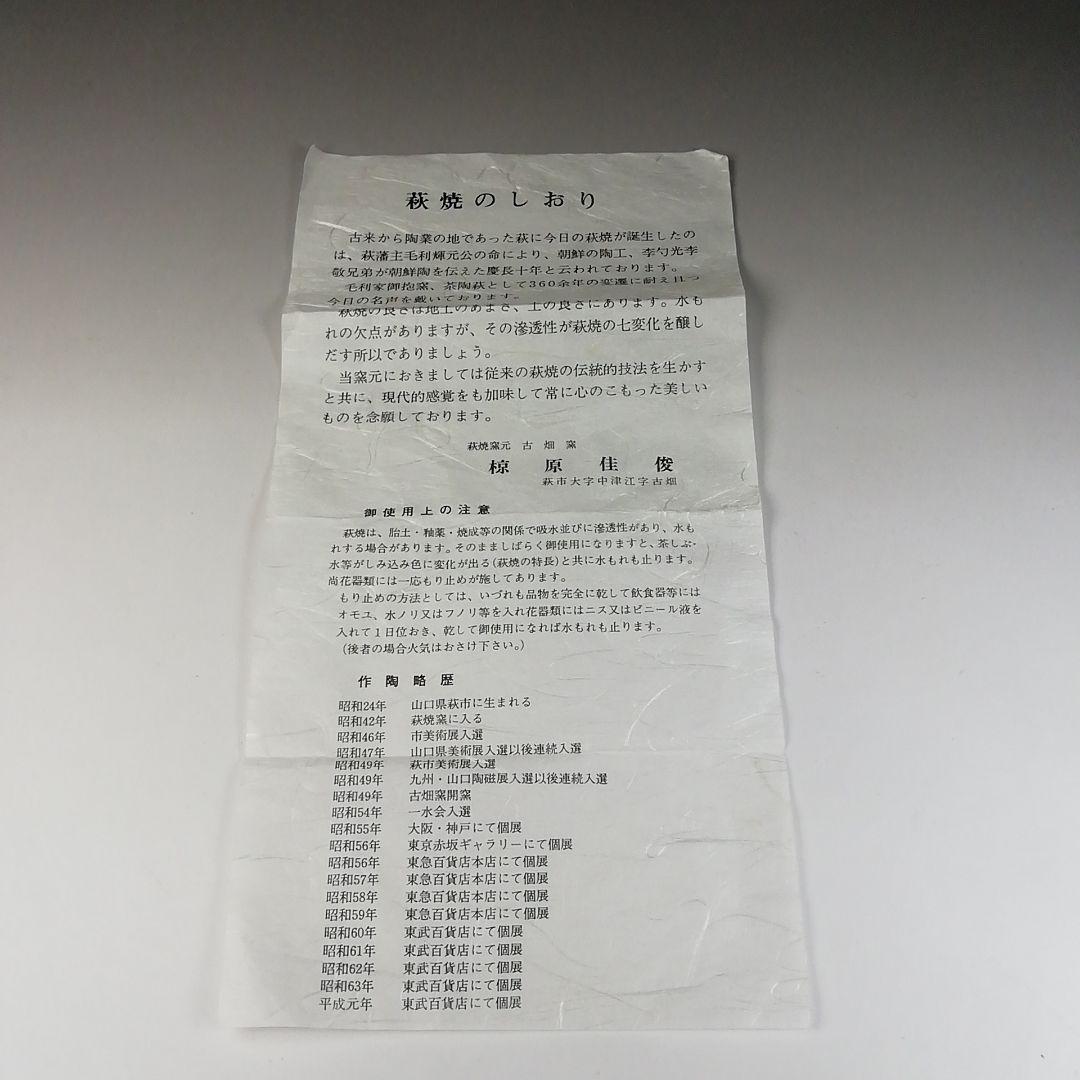 萩焼のしおり
古来から陶業の地であった萩に今日の萩焼が誕生したの
は、萩藩主毛利輝元公の命により、朝鮮の陶工、李勺光李
敬兄弟が朝鮮陶を伝えた慶長十年と云われております。
毛利家御抱窯、茶陶萩として360余年の変遷に耐え且つ
今日の名声を戴いております。
萩焼の良さは地土のあまさ、土の良さにあります。水も
れの欠点がありますが、その滲透性が萩焼の七変化を醸し
だす所以でありましょう。
当窯元におきましては従来の萩焼の伝統的技法を生かす
と共に、現代的感覚をも加味して常に心のこもった美しい
ものを念願しております。
萩焼窯元 古畑窯
椋原佳俊
萩市大字中津江字古畑
御使用上の注意
萩焼は、胎土・釉薬・焼成等の関係で吸水並びに滲透性があり、水も
れする場合があります。そのまましばらく御使用になりますと、茶しぶ・
水等がしみ込み色に変化が出る(萩焼の特長)と共に水もれも止ります。
尚花器類には一応もり止めが施してあります。
もり止めの方法としては、いづれも品物を完全に乾して飲食器等には
オモユ、水ノリ又はフノリ等を入れ花器類にはニス又はビニール液を
入れて1日位おき、乾して御使用になれば水もれも止ります。
(後者の場合火気はおさけ下さい。)
作陶略歴
昭和24年 山口県萩市に生まれる
昭和42年 萩焼窯に入る
昭和46年 市美術展入選
昭和47年 山口県美術展入選以後連続入選
昭和49年 萩市美術展入選
昭和49年 九州・山口陶磁展入選以後連続入選
昭和49年 古畑窯開窯
昭和54年 一水会入選
昭和55年 大阪・神戸にて個展
昭和56年 東京赤坂ギャラリーにて個展
昭和56年 東急百貨店本店にて個展
昭和57年 東急百貨店本店にて個展
昭和58年 東急百貨店本店にて個展
昭和59年 東急百貨店本店にて個展
昭和60年 東武百貨店にて個展
昭和61年 東武百貨店にて個展
昭和62年 東武百貨店にて個展
昭和63年 東武百貨店にて個展
平成元年 東武百貨店にて個展